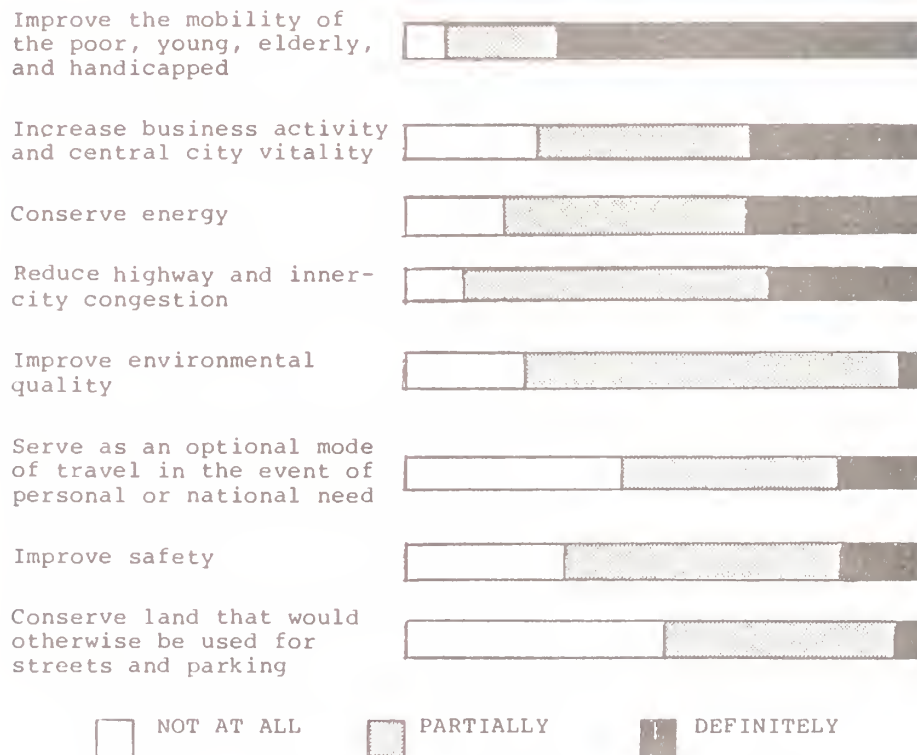 Improve the mobility of
the poor, young, elderly,
and handicapped
Increase business activity
and central city vitality
Conserve energy
Reduce highway and inner-
city congestion
Improve environmental
quality
Serve as an optional mode
of travel in the event of
personal or national need
Improve safety
Conserve land that would
otherwise be used for
streets and parking
NOT AT ALL PARTIALLY DEFINITELY